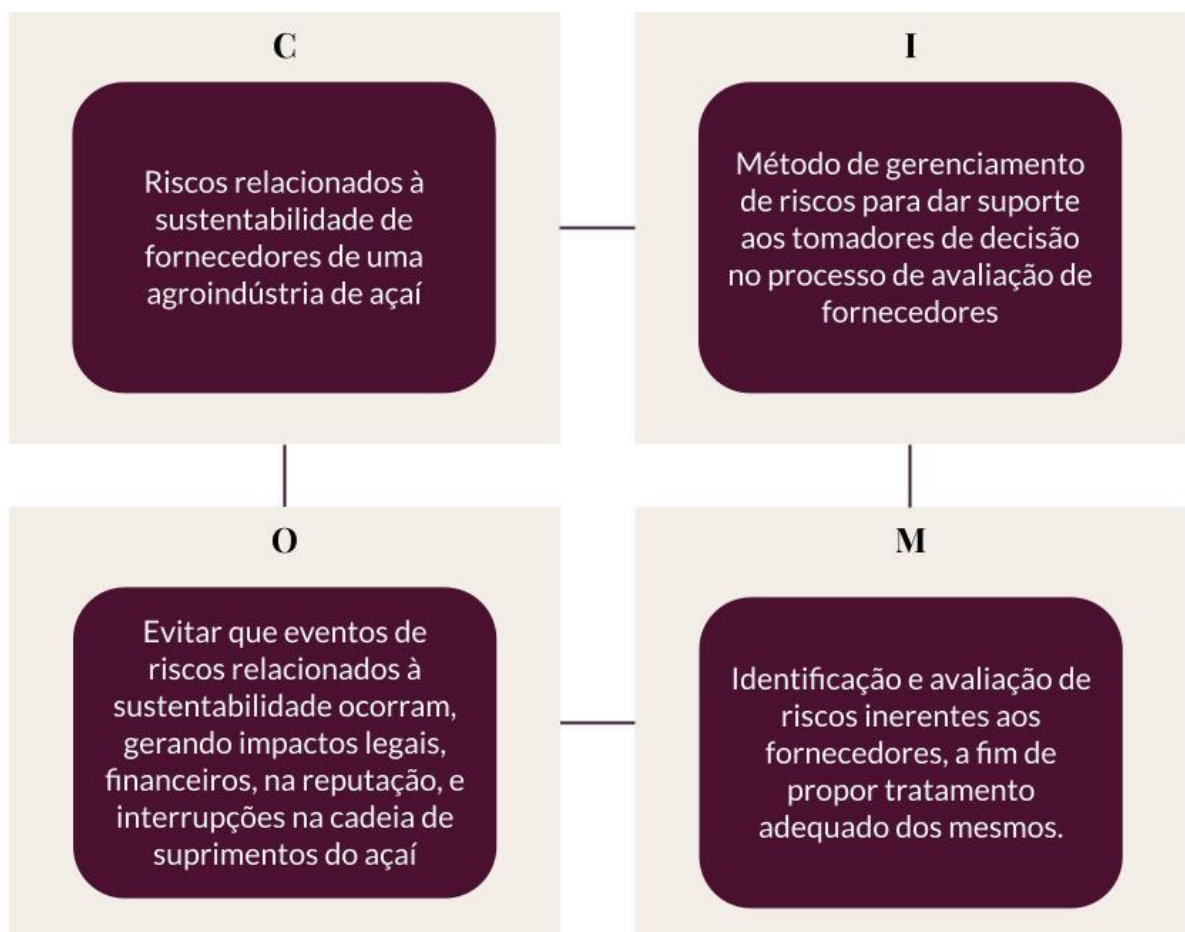 C
Riscos relacionados à
sustentabilidade de
fornecedores de uma
agroindústria de açaí
I
Método de gerenciamento
de riscos para dar suporte
aos tomadores de decisão
no processo de avaliação de
fornecedores
O
Evitar que eventos de
riscos relacionados à
sustentabilidade ocorram,
gerando impactos legais,
financeiros, na reputação, e
interrupções na cadeia de
suprimentos do açaí
M
Identificação e avaliação de
riscos inerentes aos
fornecedores, a fim de
propor tratamento
adequado dos mesmos.